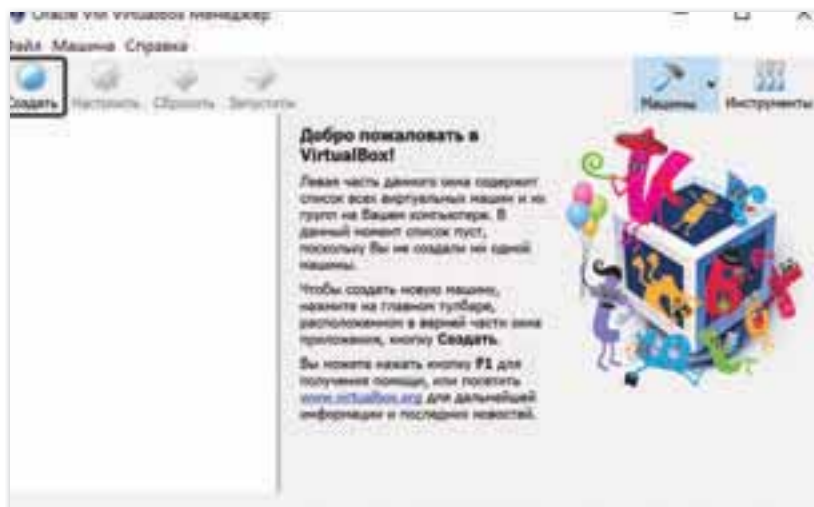 Oracle VM VirtualBox Менеджер
Файл Машина Справка
Создать Настроить Сбросить Запустить Машины Инструменты
Добро пожаловать в
VirtualBox!
Левая часть данного окна содержит
список всех виртуальных машин и их
групп на Вашем компьютере. В
данный момент список пуст,
поскольку Вы не создали ни одной
машины.
Чтобы создать новую машину,
нажмите на главном тулбаре,
расположенном в верхней части окна
приложения, кнопку Создать.
Вы можете нажать кнопку F1 для
получения помощи, или посетить
www.virtualbox.org для дальнейшей
информации и последних новостей.